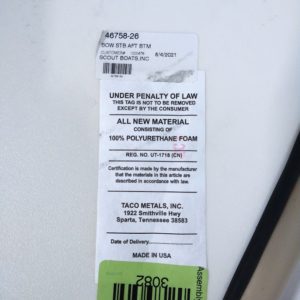 46758-26
BOW STB AFT BTM
SCOUT BOATS,INC
8/4/2021
UNDER PENALTY OF LAW
THIS TAG IS NOT TO BE REMOVED
EXCEPT BY THE CONSUMER
ALL NEW MATERIAL
CONSISTING OF
100% POLYURETHANE FOAM
REG. NO. UT-1718 (CN)
Certification is made by the manufacturer
that the materials in this article are
described in accordance with law.
TACO METALS, INC.
1922 Smithville Hwy
Sparta, Tennessee 38583
Date of Delivery
MADE IN USA
3082